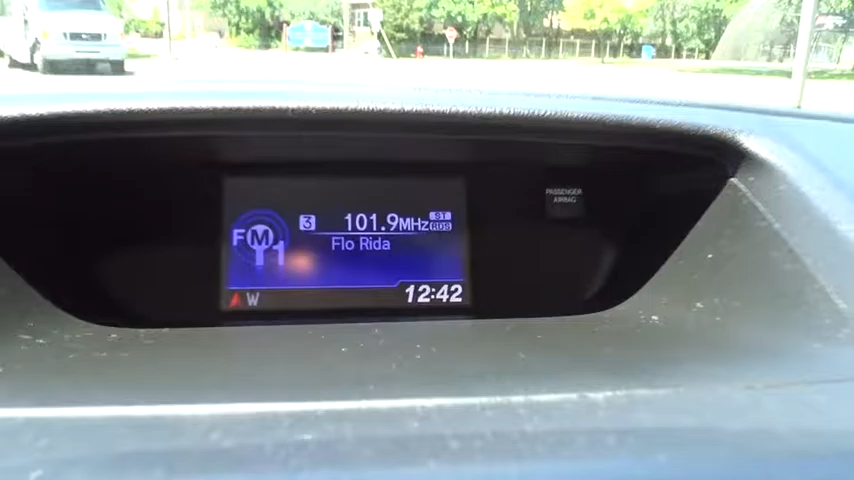 FM1
3 101.9MHz ST RDS
Flo Rida
W 12:42
PASSENGER
AIRBAG